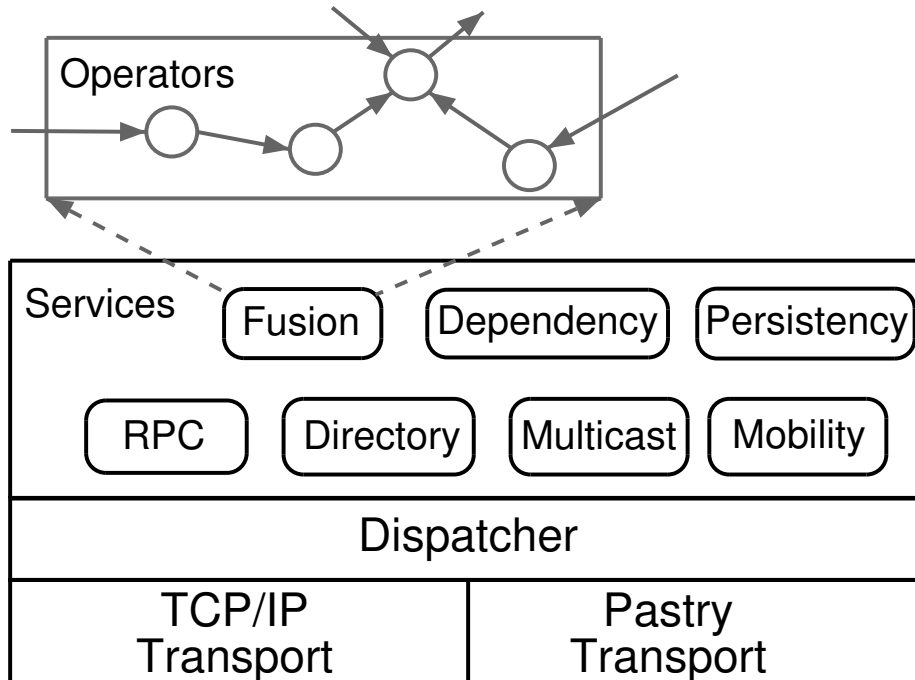 Operators
Services
Fusion
Dependency
Persistency
RPC
Directory
Multicast
Mobility
Dispatcher
TCP/IP
Transport
Pastry
Transport